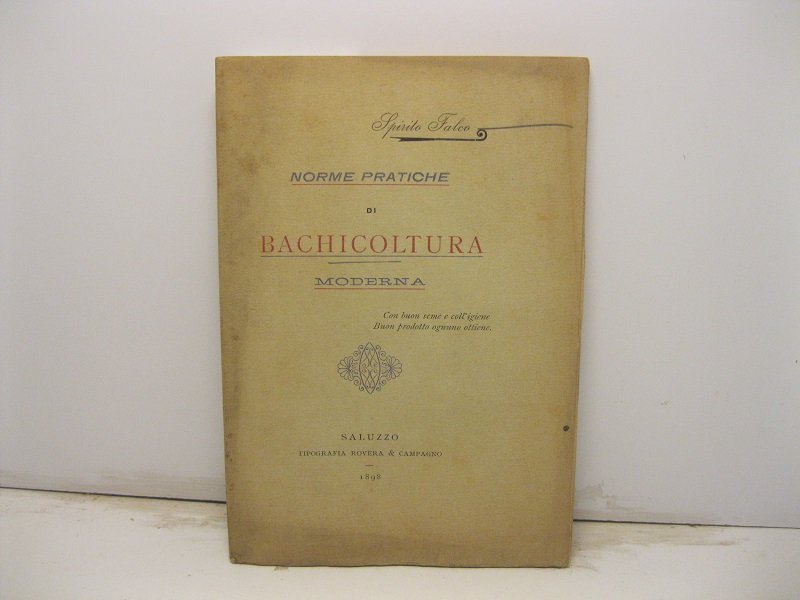 Spirito Falco
NORME PRATICHE
DI
BACHICOLTURA
MODERNA
Con buon seme e coll'igiene
Buon prodotto ognuno ottiene.
SALUZZO
TIPOGRAFIA ROVERA & CAMPAGNO
1898